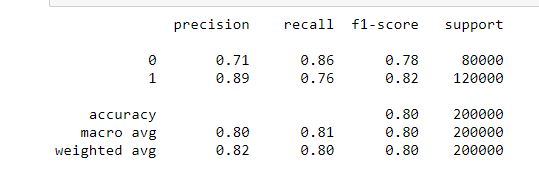 precision recall f1-score support
0 0.71 0.86 0.78 80000
1 0.89 0.76 0.82 120000
accuracy 0.80 200000
macro avg 0.80 0.81 0.80 200000
weighted avg 0.82 0.80 0.80 200000